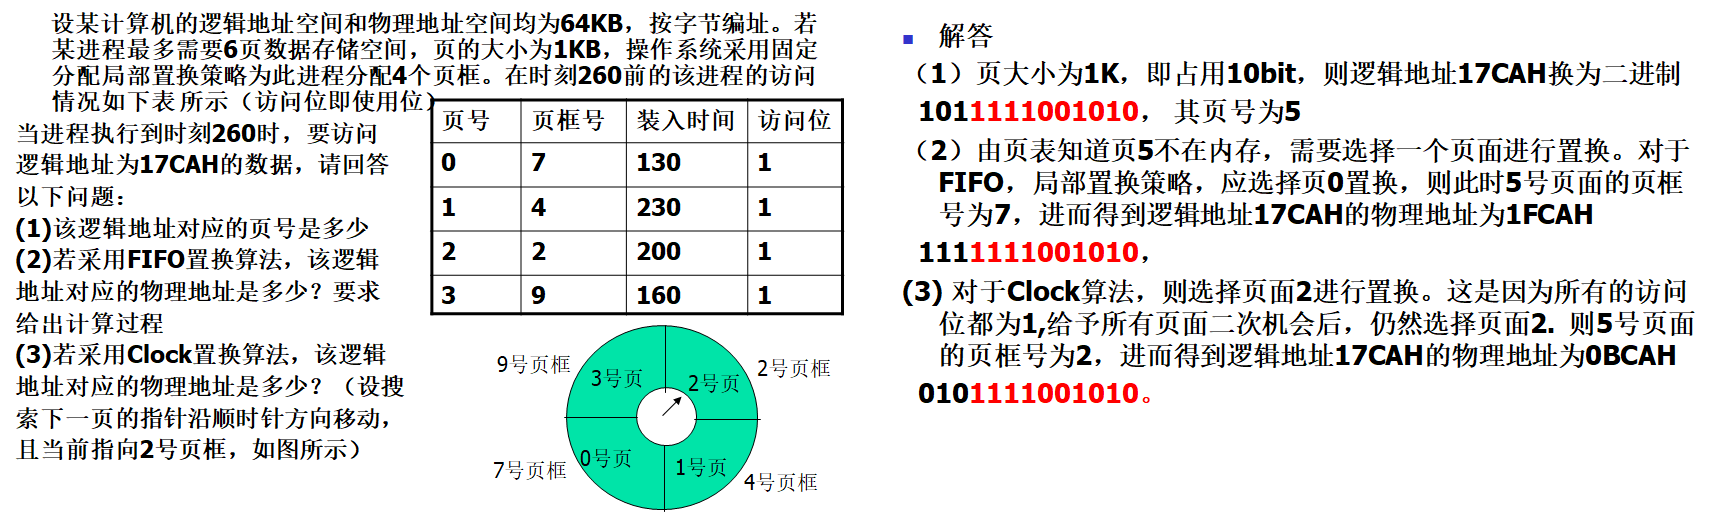 设某计算机的逻辑地址空间和物理地址空间均为64KB，按字节编址。若
某进程最多需要6页数据存储空间，页的大小为1KB，操作系统采用固定
分配局部置换策略为此进程分配4个页框。在时刻260前的该进程的访问
情况如下表所示（访问位即使用位）
当进程执行到时刻260时，要访问
逻辑地址为17CAH的数据，请回答
以下问题：
(1)该逻辑地址对应的页号是多少
(2)若采用FIFO置换算法，该逻辑
地址对应的物理地址是多少？要求
给出计算过程
(3)若采用Clock置换算法，该逻辑
地址对应的物理地址是多少？（设搜
索下一页的指针沿顺时针方向移动，
且当前指向2号页框，如图所示）
页号 页框号 装入时间 访问位
0 7 130 1
1 4 230 1
2 2 200 1
3 9 160 1
9号页框 3号页 2号页 2号页框
7号页框 0号页 1号页 4号页框
解答
（1）页大小为1K，即占用10bit，则逻辑地址17CAH换为二进制
1011111001010， 其页号为5
（2）由页表知道页5不在内存，需要选择一个页面进行置换。对于
FIFO，局部置换策略，应选择页0置换，则此时5号页面的页框
号为7，进而得到逻辑地址17CAH的物理地址为1FCAH
1111111001010，
(3) 对于Clock算法，则选择页面2进行置换。这是因为所有的访问
位都为1,给予所有页面二次机会后，仍然选择页面2. 则5号页面
的页框号为2，进而得到逻辑地址17CAH的物理地址为0BCAH
0101111001010。